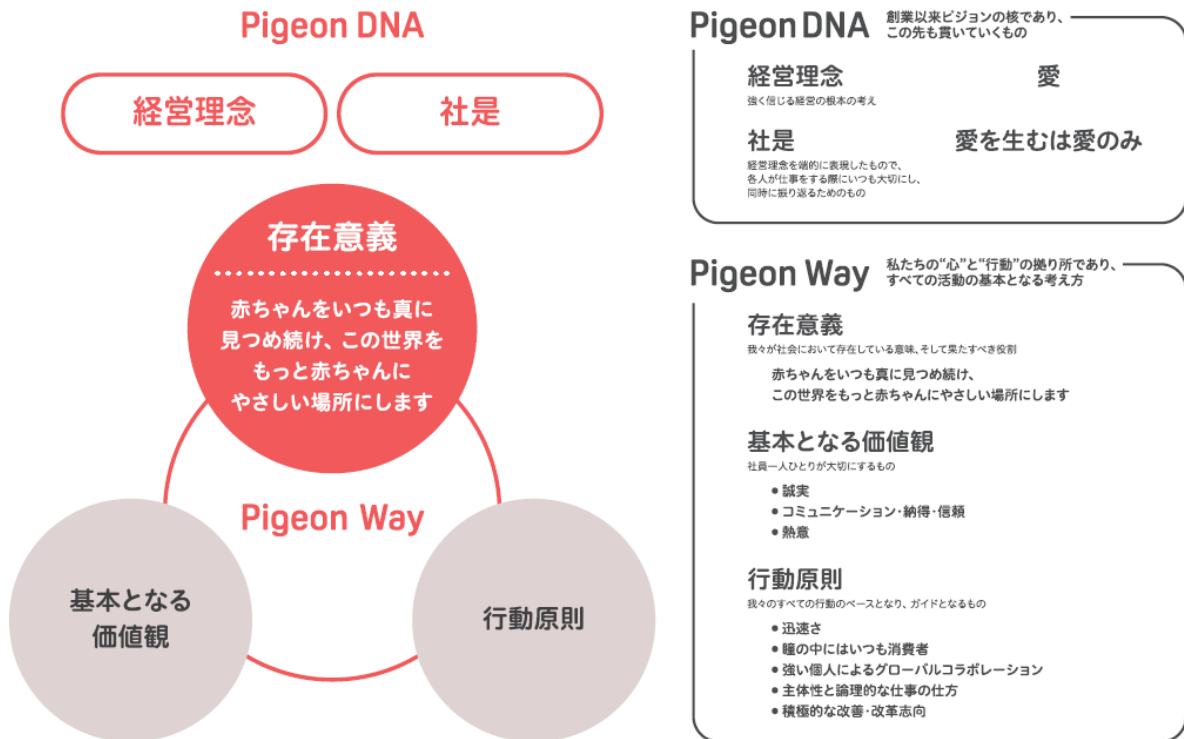 Pigeon DNA
経営理念
社是
存在意義
赤ちゃんをいつも真に
見つめ続け、この世界を
もっと赤ちゃんに
やさしい場所にします
Pigeon Way
基本となる
価値観
行動原則
Pigeon DNA
創業以来ビジョンの核であり、
この先も貫いていくもの
経営理念
愛
強く信じる経営の根本の考え
社是
愛を生むは愛のみ
経営理念を端的に表現したもので、
各人が仕事をする際にいつも大切にし、
同時に振り返るためのもの
Pigeon Way
私たちの“心”と“行動”の拠り所であり、
すべての活動の基本となる考え方
存在意義
我々が社会において存在している意味、そして果たすべき役割
赤ちゃんをいつも真に見つめ続け、
この世界をもっと赤ちゃんにやさしい場所にします
基本となる価値観
社員一人ひとりが大切にするもの
• 誠実
• コミュニケーション・納得・信頼
• 熱意
行動原則
我々のすべての行動のベースとなり、ガイドとなるもの
• 迅速さ
• 瞳の中にはいつも消費者
• 強い個人によるグローバルコラボレーション
• 主体性と論理的な仕事の仕方
• 積極的な改善・改革志向